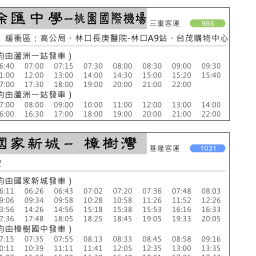 余匯中學－桃園國際機場 三重客運 986
緩衝區：高公局、林口長庚醫院-林口A9站、台茂購物中心
均由蘆洲一站發車）
6:40 07:00 07:15 07:30 08:00 08:30 09:00 09:30
1:00 12:00 13:00 14:00 14:30 15:00 15:20 15:40
7:00 17:30 18:00 19:00 20:00 21:00 22:00
均由蘆洲一站發車）
7:00 08:00 09:00 10:00 11:00 12:00 13:00 14:00
6:00 16:30 17:00 18:00 19:00 20:00 21:00 22:00
國家新城－ 樟樹灣 基隆客運 1031
均由國家新城發車）
6:11 06:26 06:43 07:02 07:20 07:36 07:48 08:03
9:06 09:34 09:58 10:28 10:58 11:26 11:52 12:26
3:56 14:26 14:56 15:18 15:38 15:53 16:16 16:33
7:36 17:48 18:05 18:25 18:45 19:05 19:33 20:05
均由樟樹國中發車）
7:15 07:35 07:55 08:13 08:33 08:45 08:58 09:16
0:11 10:39 11:11 11:41 12:05 12:35 13:00 13:35